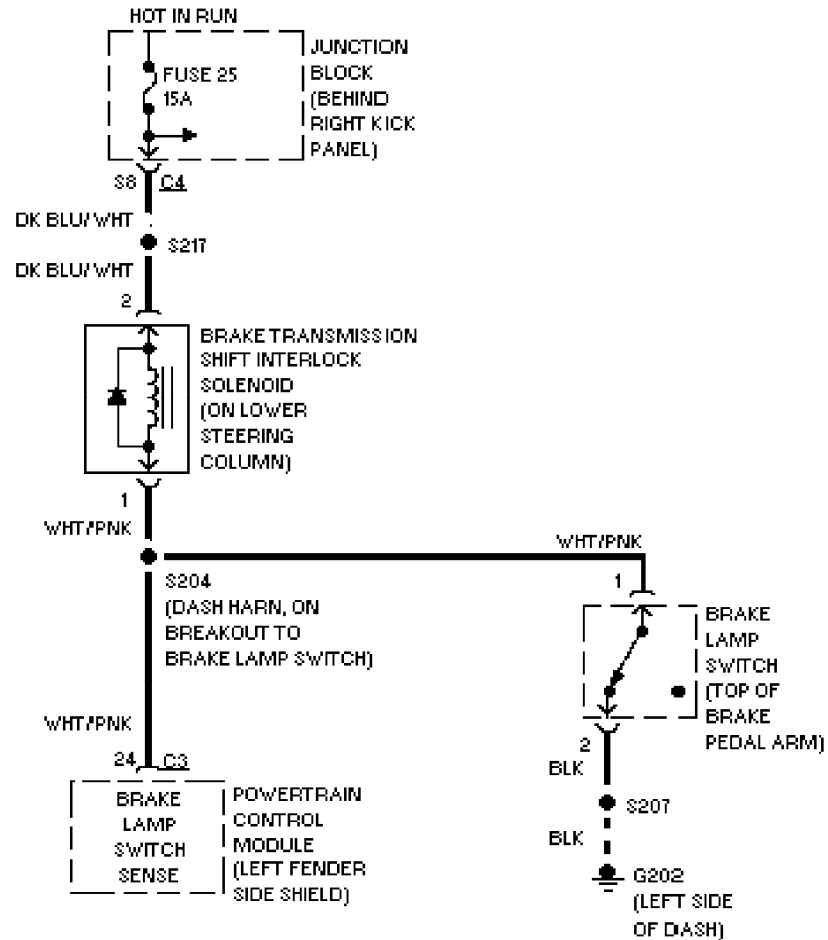 HOT IN RUN
JUNCTION
BLOCK
(BEHIND
RIGHT KICK
PANEL)
FUSE 25
15A
S8 C4
DK BLU/WHT
S217
DK BLU/WHT
2
BRAKE TRANSMISSION
SHIFT INTERLOCK
SOLENOID
(ON LOWER
STEERING
COLUMN)
1
WHT/PNK
S204
(DASH HARN, ON
BREAKOUT TO
BRAKE LAMP SWITCH)
WHT/PNK
1
BRAKE
LAMP
SWITCH
(TOP OF
BRAKE
PEDAL ARM)
2
BLK
S207
BLK
G202
(LEFT SIDE
OF DASH)
WHT/PNK
24 C3
BRAKE
LAMP
SWITCH
SENSE
POWERTRAIN
CONTROL
MODULE
(LEFT FENDER
SIDE SHIELD)